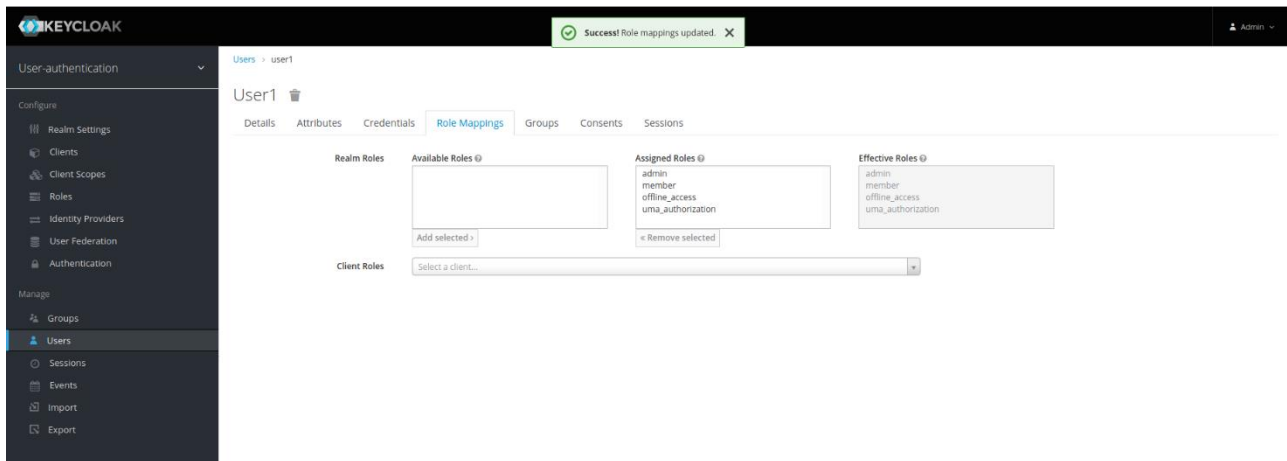 KEYCLOAK
Success! Role mappings updated.
Admin
User-authentication
Configure
Realm Settings
Clients
Client Scopes
Roles
Identity Providers
User Federation
Authentication
Manage
Groups
Users
Sessions
Events
Import
Export
Users > user1
User1
Details Attributes Credentials Role Mappings Groups Consents Sessions
Realm Roles
Available Roles
Add selected >
Assigned Roles
admin
member
offline_access
uma_authorization
« Remove selected
Effective Roles
admin
member
offline_access
uma_authorization
Client Roles
Select a client...